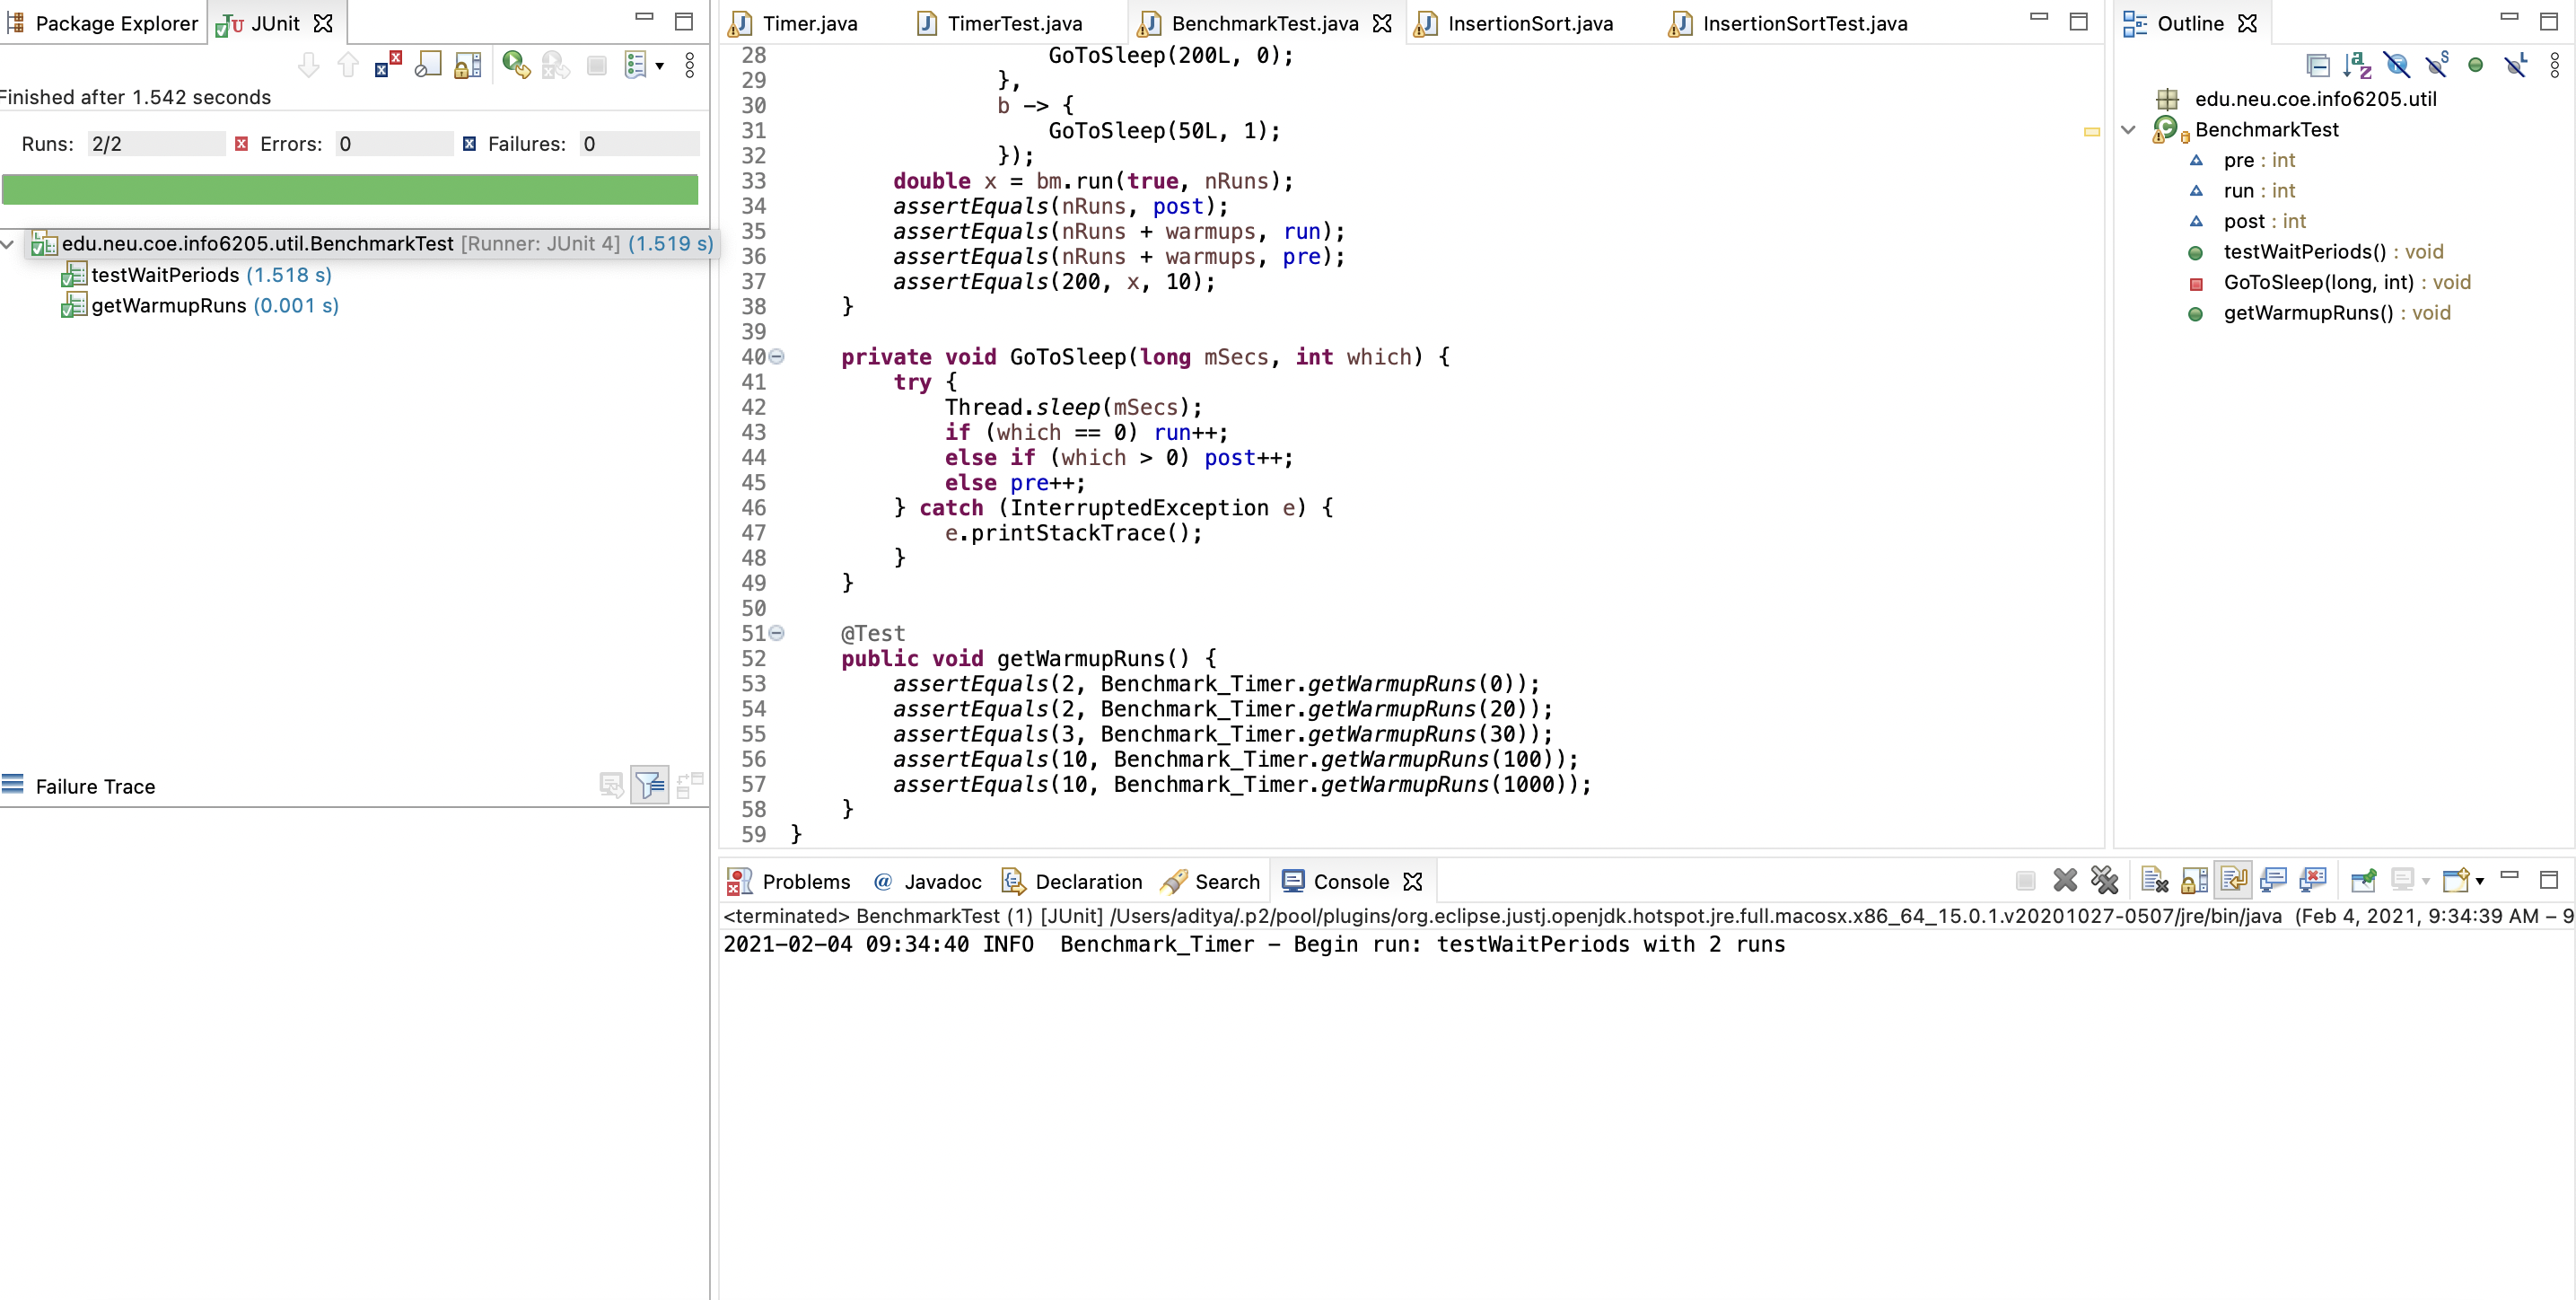 Package Explorer
JUnit
Finished after 1.542 seconds
Runs: 2/2
Errors: 0
Failures: 0
edu.neu.coe.info6205.util.BenchmarkTest [Runner: JUnit 4] (1.519 s)
testWaitPeriods (1.518 s)
getWarmupRuns (0.001 s)
Failure Trace
Timer.java
TimerTest.java
BenchmarkTest.java
InsertionSort.java
InsertionSortTest.java
28 GoToSleep(200L, 0);
29 },
30 b -> {
31 GoToSleep(50L, 1);
32 });
33 double x = bm.run(true, nRuns);
34 assertEquals(nRuns, post);
35 assertEquals(nRuns + warmups, run);
36 assertEquals(nRuns + warmups, pre);
37 assertEquals(200, x, 10);
38 }
39
40 private void GoToSleep(long mSecs, int which) {
41 try {
42 Thread.sleep(mSecs);
43 if (which == 0) run++;
44 else if (which > 0) post++;
45 else pre++;
46 } catch (InterruptedException e) {
47 e.printStackTrace();
48 }
49 }
50
51 @Test
52 public void getWarmupRuns() {
53 assertEquals(2, Benchmark_Timer.getWarmupRuns(0));
54 assertEquals(2, Benchmark_Timer.getWarmupRuns(20));
55 assertEquals(3, Benchmark_Timer.getWarmupRuns(30));
56 assertEquals(10, Benchmark_Timer.getWarmupRuns(100));
57 assertEquals(10, Benchmark_Timer.getWarmupRuns(1000));
58 }
59 }
Outline
edu.neu.coe.info6205.util
BenchmarkTest
pre : int
run : int
post : int
testWaitPeriods() : void
GoToSleep(long, int) : void
getWarmupRuns() : void
Problems
@ Javadoc
Declaration
Search
Console
<terminated> BenchmarkTest (1) [JUnit] /Users/aditya/.p2/pool/plugins/org.eclipse.justj.openjdk.hotspot.jre.full.macosx.x86_64_15.0.1.v20201027-0507/jre/bin/java (Feb 4, 2021, 9:34:39 AM – 9
2021-02-04 09:34:40 INFO Benchmark_Timer - Begin run: testWaitPeriods with 2 runs